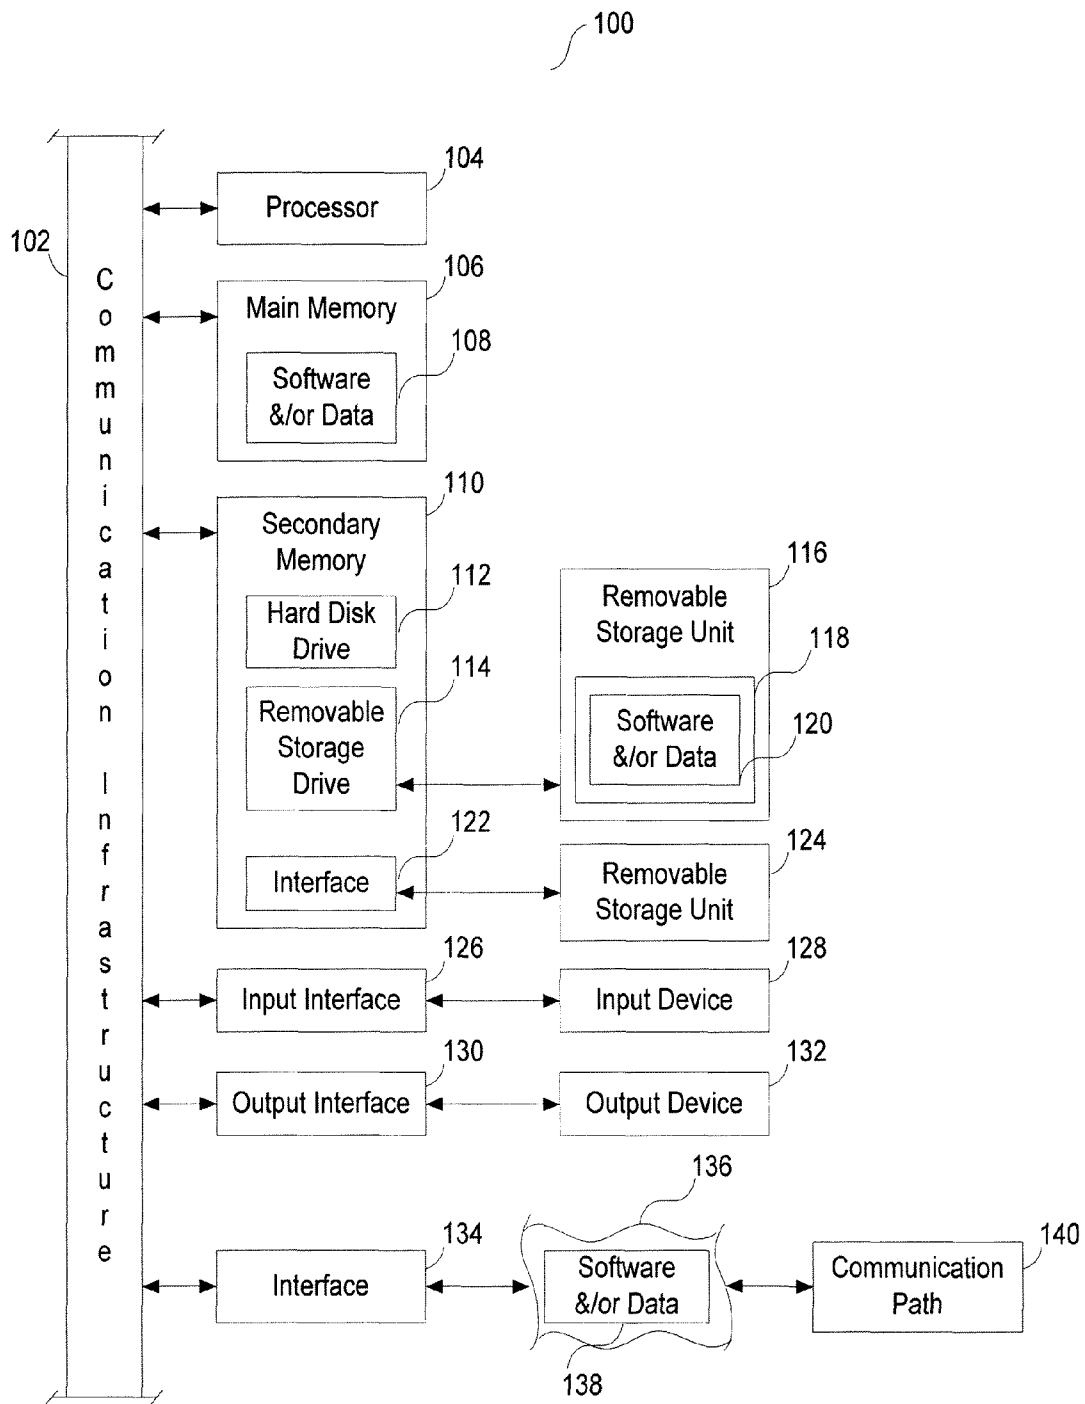 100
104
Processor
102
Communication Infrastructure
106
Main Memory
108
Software
&/or Data
110
Secondary
Memory
112
Hard Disk
Drive
114
Removable
Storage
Drive
116
Removable
Storage Unit
118
Software
&/or Data
120
122
Interface
124
Removable
Storage Unit
126
Input Interface
128
Input Device
130
Output Interface
132
Output Device
134
Interface
136
Software
&/or Data
138
140
Communication
Path